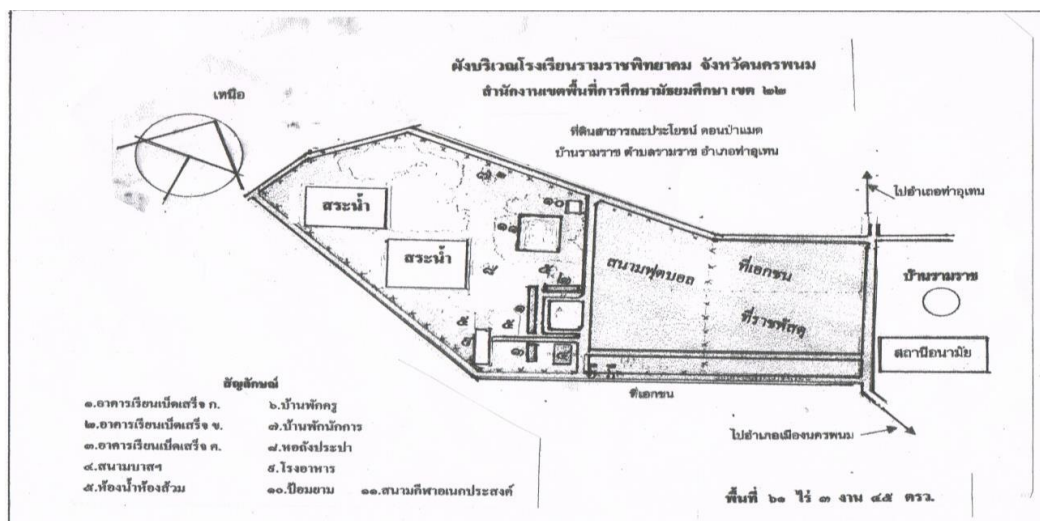 ผังบริเวณโรงเรียนรามราชพิทยาคม จังหวัดนครพนม
สำนักงานเขตพื้นที่การศึกษามัธยมศึกษา เขต ๒๒
เหนือ
ที่ดินสาธารณะประโยชน์ ดอนป่าแมด
บ้านรามราช ตำบลรามราช อำเภอท่าอุเทน
ไปอำเภอท่าอุเทน
สระน้ำ
สระน้ำ
๑๐
๑๑
สนามฟุตบอล
ที่เอกชน
ที่ราชพัสดุ
บ้านรามราช
สถานีอนามัย
๘
๕
๒
๑
๕
๕
๓
๔
ที่เอกชน
ไปอำเภอเมืองนครพนม
สัญลักษณ์
๑.อาคารเรียนเบ็ดเสร็จ ก.
๒.อาคารเรียนเบ็ดเสร็จ ข.
๓.อาคารเรียนเบ็ดเสร็จ ค.
๔.สนามบาสฯ
๕.ห้องน้ำห้องส้วม
๖.บ้านพักครู
๗.บ้านพักนักการ
๘.หอถังประปา
๙.โรงอาหาร
๑๐.ป้อมยาม
๑๑.สนามกีฬาอเนกประสงค์
พื้นที่ ๖๑ ไร่ ๓ งาน ๔๕ ตรว.